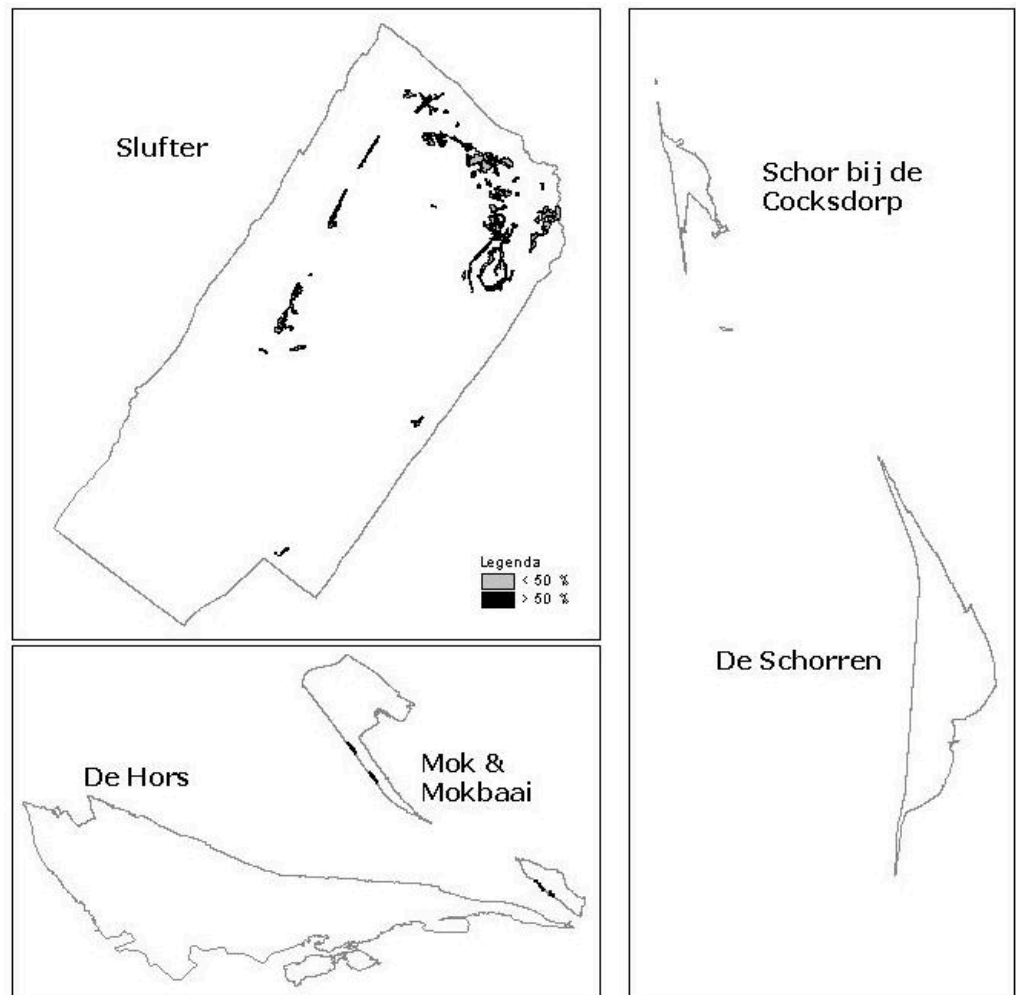 Slufter
Legenda
< 50 %
> 50 %
Schor bij de
Cocksdorp
De Schorren
De Hors
Mok &
Mokbaai